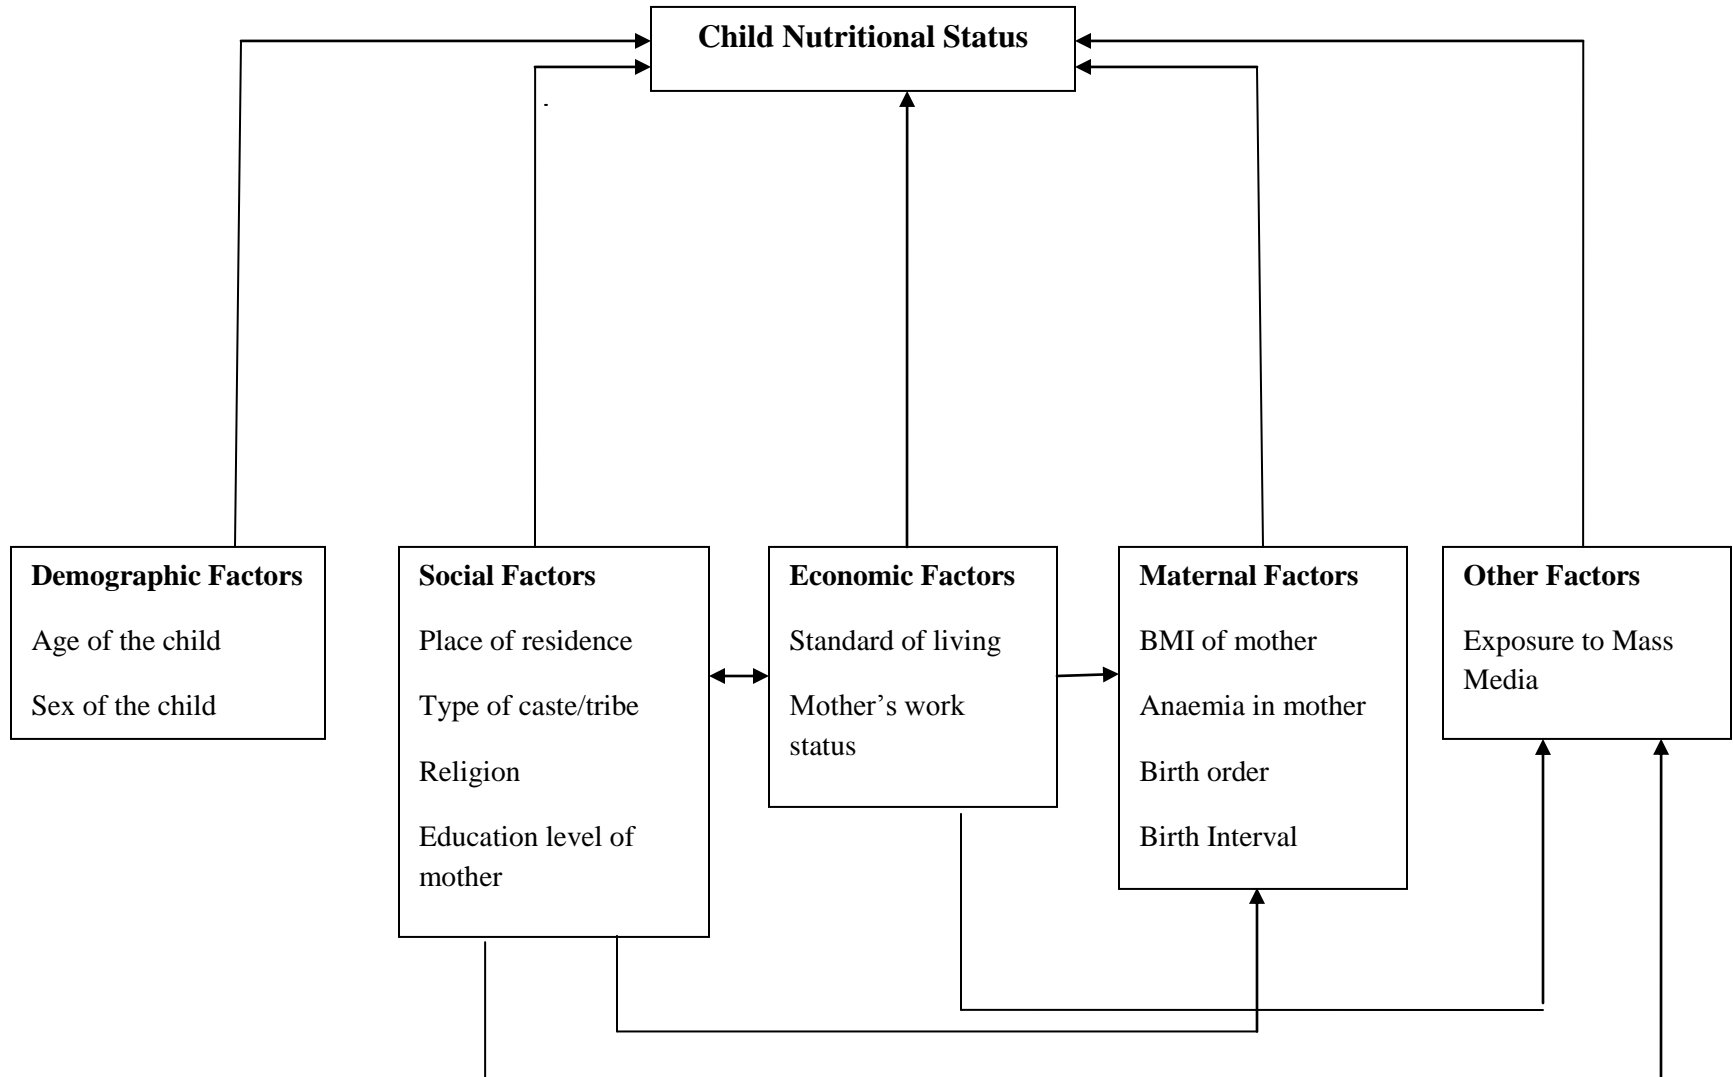 Child Nutritional Status
Demographic Factors
Age of the child
Sex of the child
Social Factors
Place of residence
Type of caste/tribe
Religion
Education level of
mother
Economic Factors
Standard of living
Mother’s work
status
Maternal Factors
BMI of mother
Anaemia in mother
Birth order
Birth Interval
Other Factors
Exposure to Mass
Media